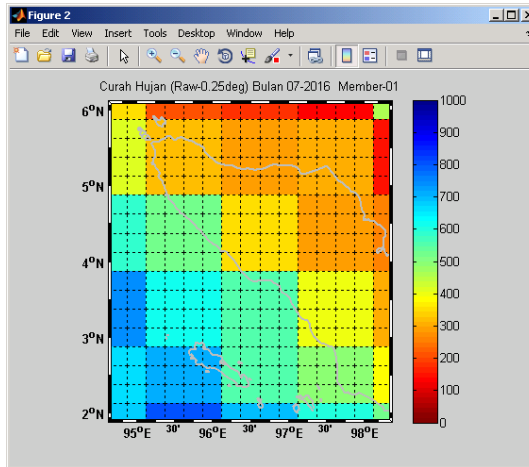 Figure 2
File Edit View Insert Tools Desktop Window Help
Curah Hujan (Raw-0.25deg) Bulan 07-2016 Member-01
6°N
5°N
4°N
3°N
2°N
95°E 30' 96°E 30' 97°E 30' 98°E
1000
900
800
700
600
500
400
300
200
100
0